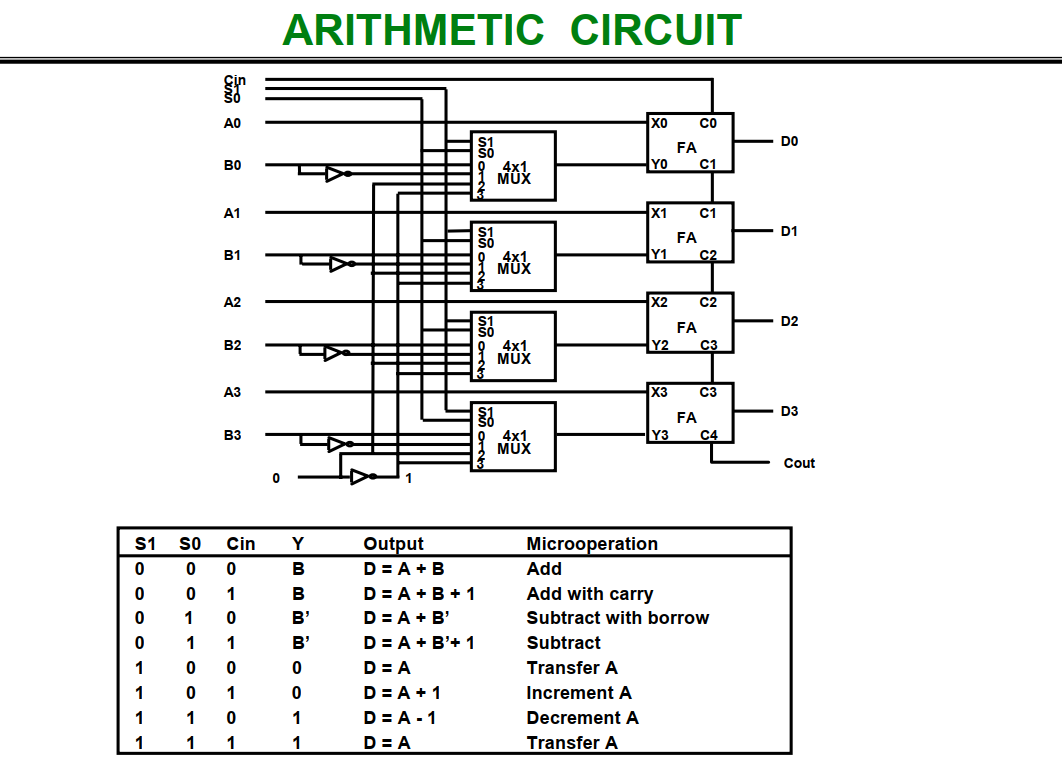 ARITHMETIC CIRCUIT
Cin
S1
S0
A0
X0 C0
S1
S0
FA
D0
B0
0
1
2
3
4x1
MUX
Y0 C1
A1
X1 C1
S1
S0
FA
D1
B1
0
1
2
3
4x1
MUX
Y1 C2
A2
X2 C2
S1
S0
FA
D2
B2
0
1
2
3
4x1
MUX
Y2 C3
A3
X3 C3
S1
S0
FA
D3
B3
0
1
2
3
4x1
MUX
Y3 C4
Cout
0 1
S1 S0 Cin Y Output Microoperation
0 0 0 B D = A + B Add
0 0 1 B D = A + B + 1 Add with carry
0 1 0 B’ D = A + B’ Subtract with borrow
0 1 1 B’ D = A + B’+ 1 Subtract
1 0 0 0 D = A Transfer A
1 0 1 0 D = A + 1 Increment A
1 1 0 1 D = A - 1 Decrement A
1 1 1 1 D = A Transfer A